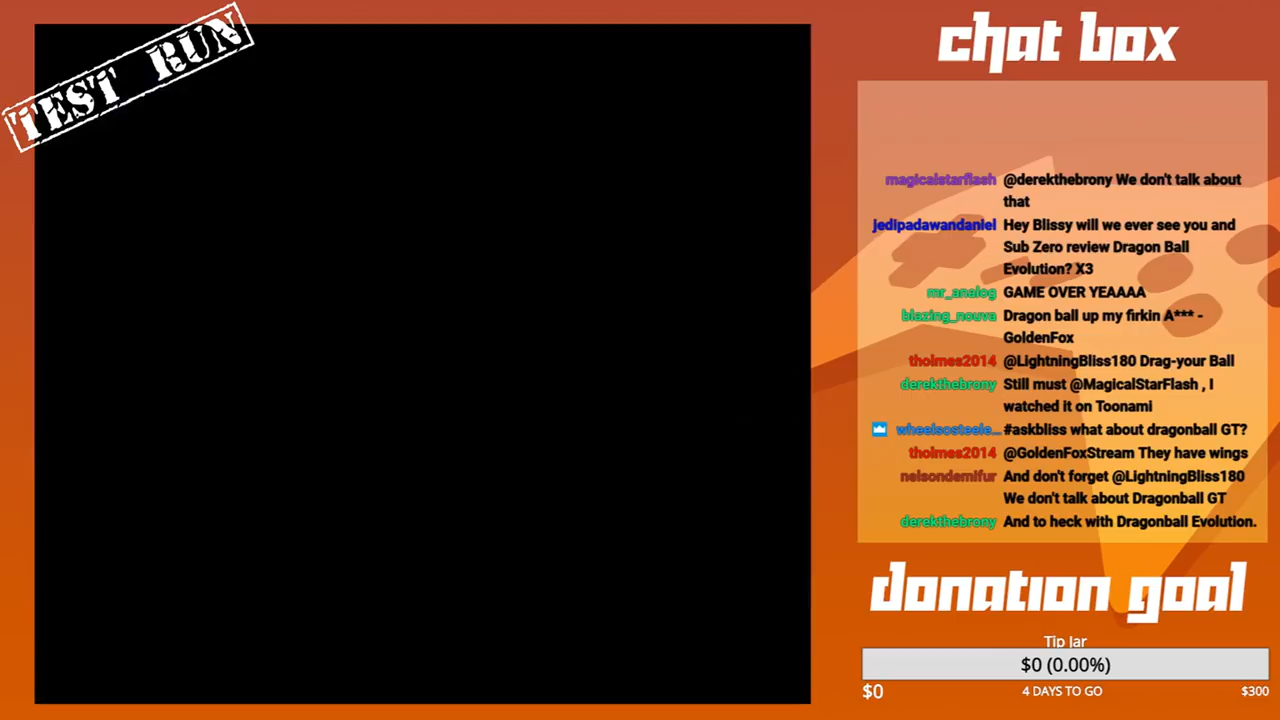 TEST RUN
chat box
magicalstarflash @derekthebrony We don't talk about
that
jedipadawandaniel Hey Blissy will we ever see you and
Sub Zero review Dragon Ball
Evolution? X3
mr_analog GAME OVER YEAAAA
blazing_nouva Dragon ball up my firkin A*** -
GoldenFox
tholmes2014 @LightningBliss180 Drag-your Ball
derekthebrony Still must @MagicalStarFlash , I
watched it on Toonami
wheelsosteele... #askbliss what about dragonball GT?
tholmes2014 @GoldenFoxStream They have wings
nelsondemifur And don't forget @LightningBliss180
We don't talk about Dragonball GT
derekthebrony And to heck with Dragonball Evolution.
donation goal
Tip Jar
$0 (0.00%)
$0 4 DAYS TO GO $300